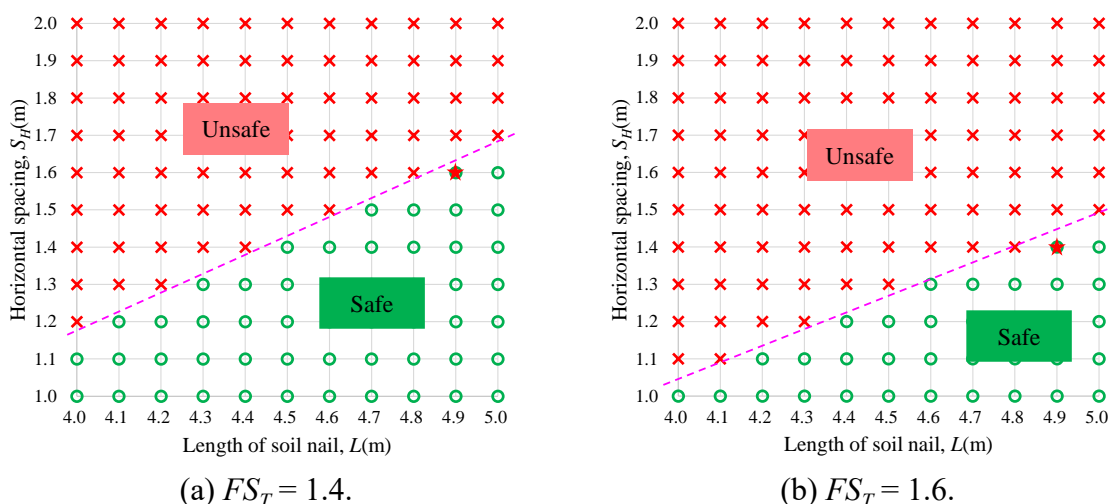 Horizontal spacing, S_H(m)
2.0
1.9
1.8
1.7
1.6
1.5
1.4
1.3
1.2
1.1
1.0
Unsafe
Safe
4.0 4.1 4.2 4.3 4.4 4.5 4.6 4.7 4.8 4.9 5.0
Length of soil nail, L(m)
(a) FS_T = 1.4.
Horizontal spacing, S_H(m)
2.0
1.9
1.8
1.7
1.6
1.5
1.4
1.3
1.2
1.1
1.0
Unsafe
Safe
4.0 4.1 4.2 4.3 4.4 4.5 4.6 4.7 4.8 4.9 5.0
Length of soil nail, L(m)
(b) FS_T = 1.6.